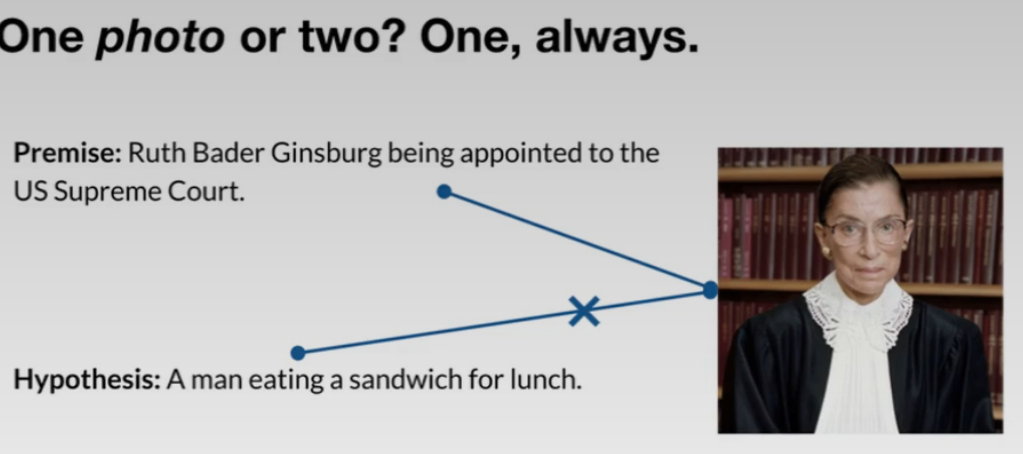 One photo or two? One, always.
Premise: Ruth Bader Ginsburg being appointed to the
US Supreme Court.
Hypothesis: A man eating a sandwich for lunch.